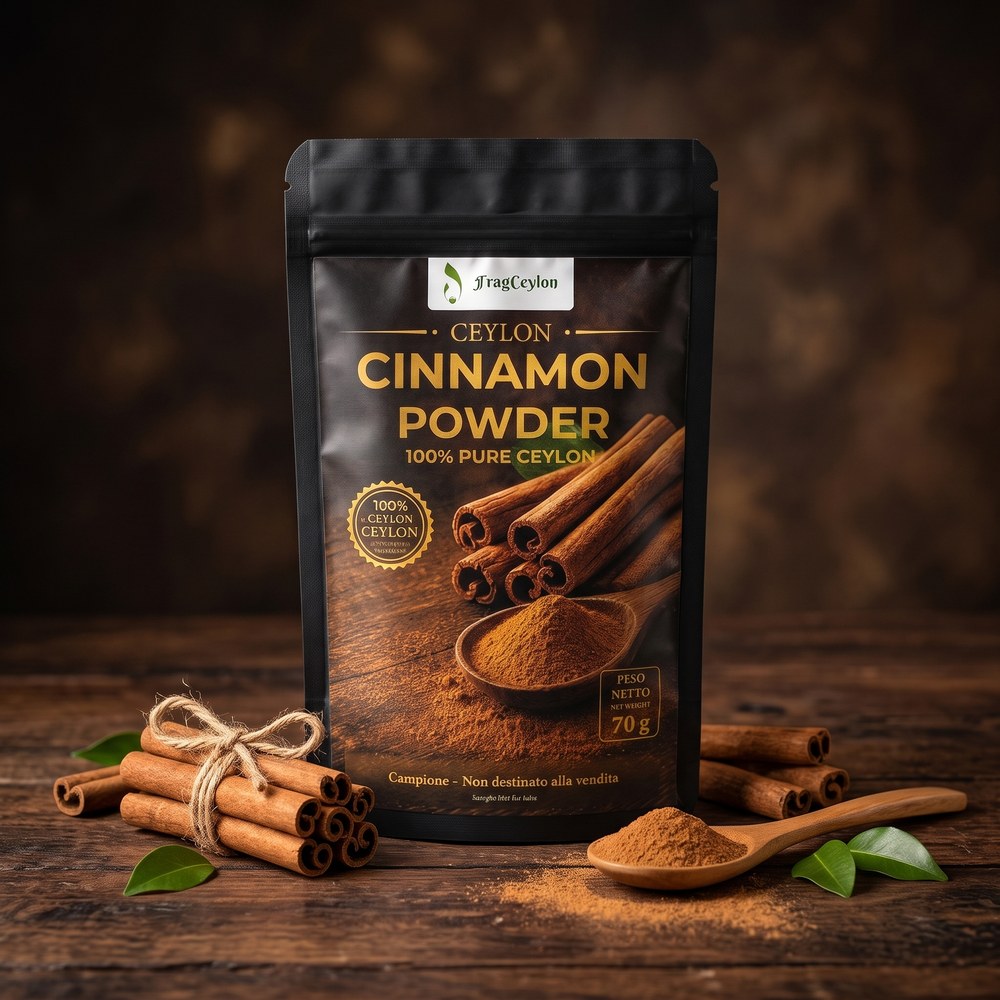 FragCeylon
CEYLON
CINNAMON
POWDER
100% PURE CEYLON
100%
CEYLON
CEYLON
PESO
NETTO
NET WEIGHT
70 g
Campione - Non destinato alla vendita